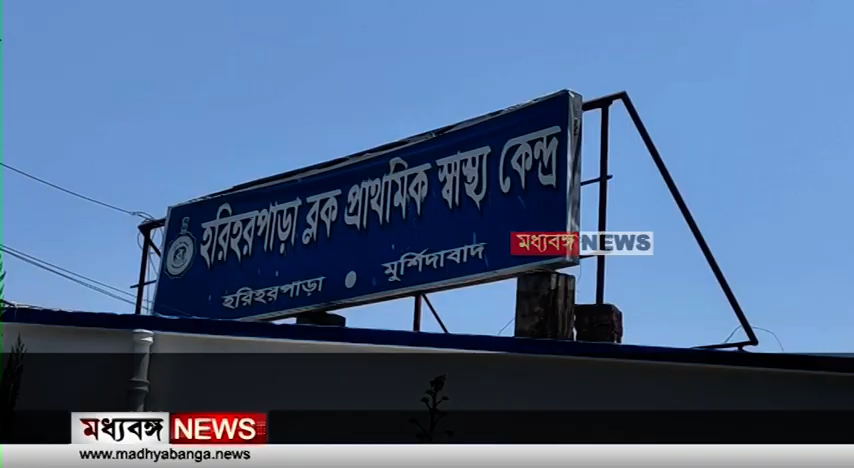 হরিহরপাড়া ব্লক প্রাথমিক স্বাস্থ্য কেন্দ্র
হরিহরপাড়া ● মুর্শিদাবাদ
মধ্যবঙ্গ NEWS
মধ্যবঙ্গ NEWS
www.madhyabanga.news